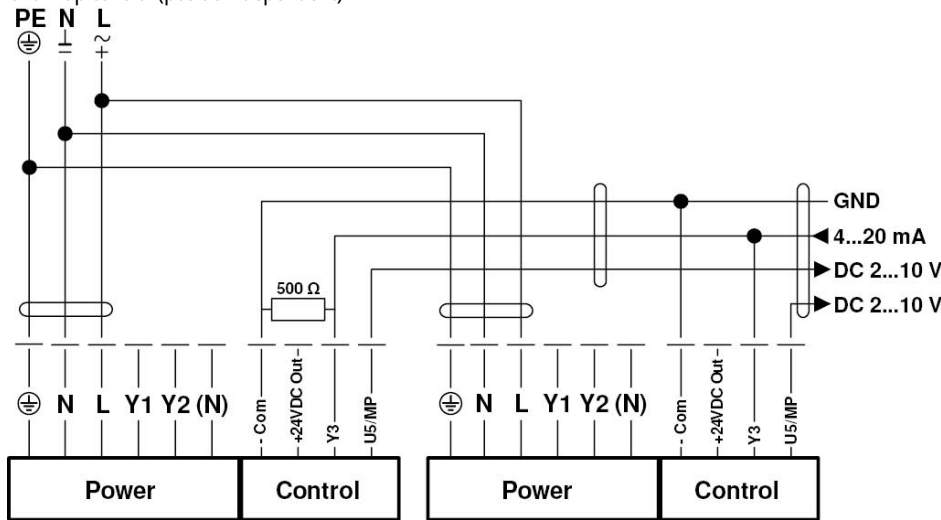 PE N L
GND
4...20 mA
DC 2...10 V
500 Ω
DC 2...10 V
N L Y1 Y2 (N) - Com +24VDC Out Y3 U5/MP N L Y1 Y2 (N) - Com +24VDC Out Y3 U5/MP
Power Control Power Control